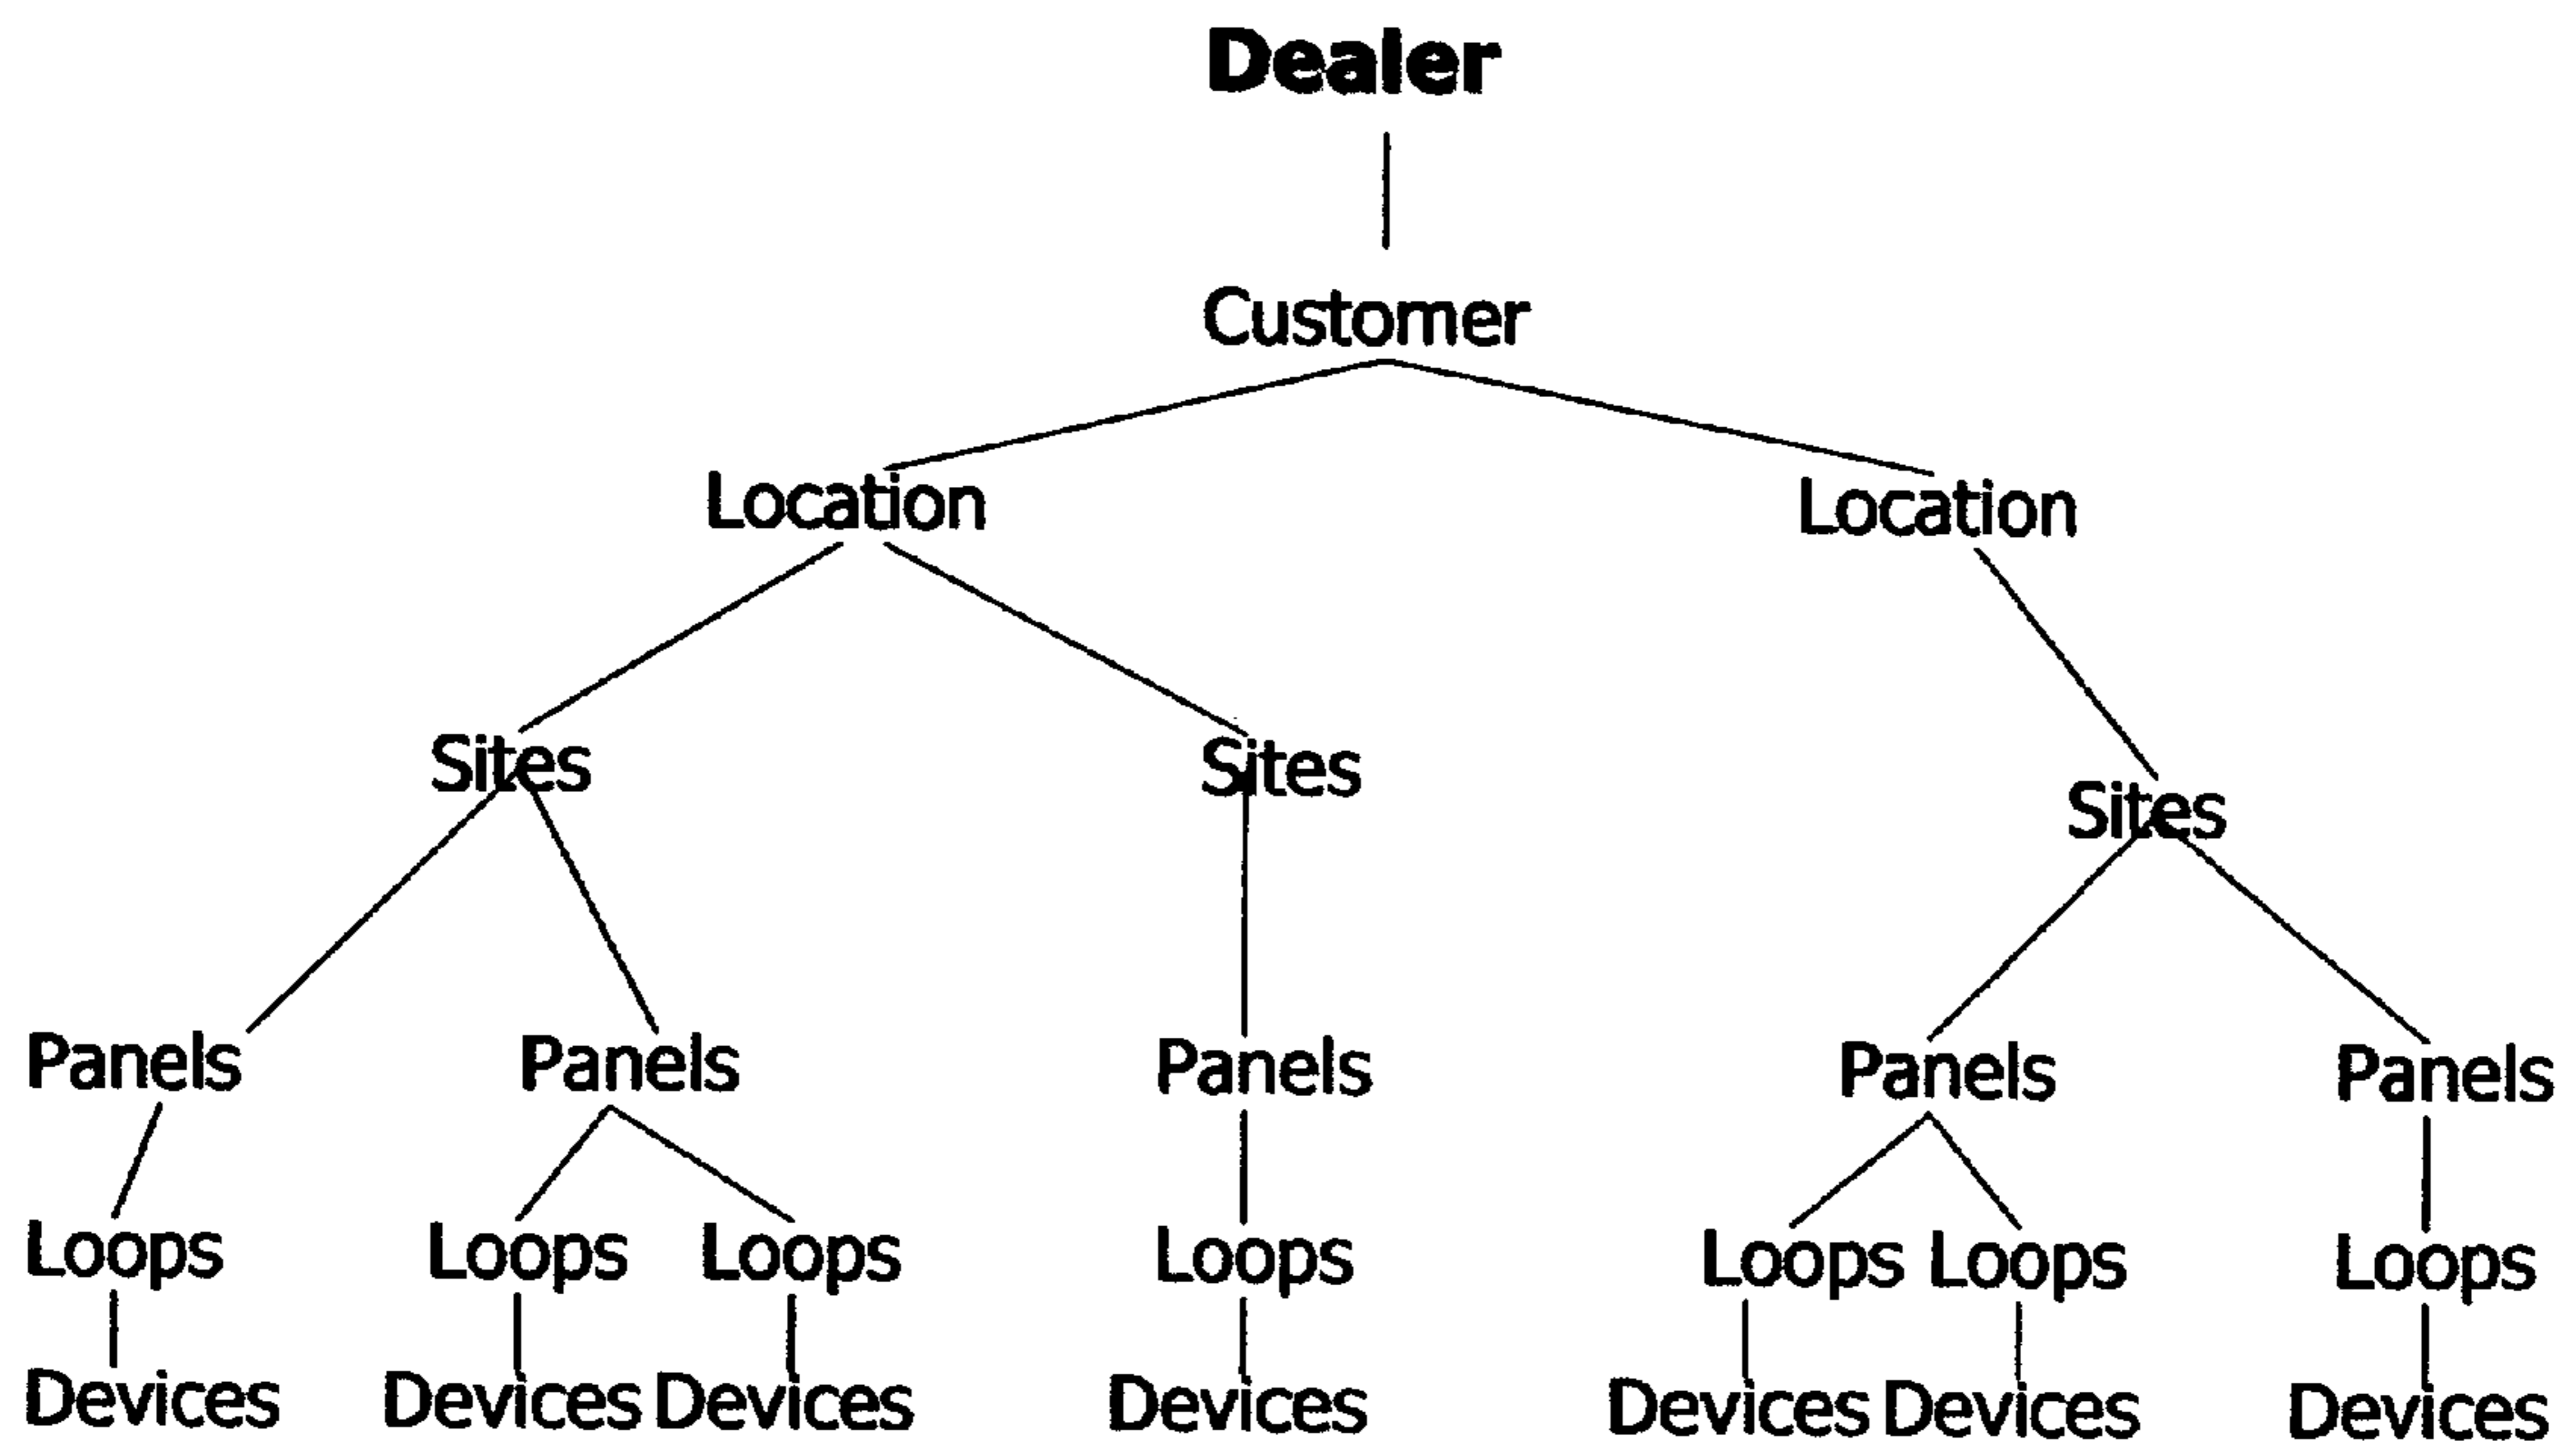 Dealer
Customer
Location Location
Sites Sites Sites
Panels Panels Panels Panels Panels
Loops Loops Loops Loops Loops Loops Loops
Devices Devices Devices Devices Devices Devices Devices